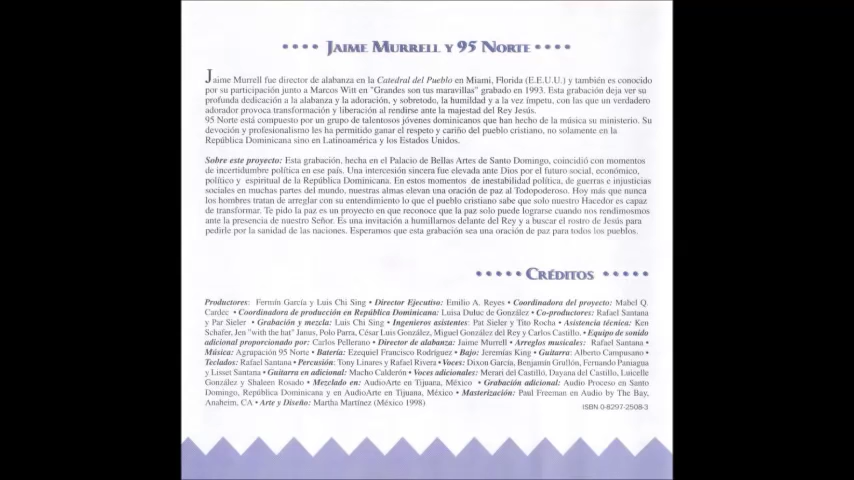 •••• JAIME MURRELL Y 95 NORTE ••••
Jaime Murrell fue director de alabanza en la Catedral del Pueblo en Miami, Florida (E.E.U.U.) y también es conocido
por su participación junto a Marcos Witt en "Grandes son tus maravillas" grabado en 1993. Esta grabación deja ver su
profunda dedicación a la alabanza y la adoración, y sobretodo, la humildad y a la vez ímpetu, con las que un verdadero
adorador provoca transformación y liberación al rendirse ante la majestad del Rey Jesús.
95 Norte está compuesto por un grupo de talentosos jóvenes dominicanos que han hecho de la música su ministerio. Su
devoción y profesionalismo les ha permitido ganar el respeto y cariño del pueblo cristiano, no solamente en la
República Dominicana sino en Latinoamérica y los Estados Unidos.
Sobre este proyecto: Esta grabación, hecha en el Palacio de Bellas Artes de Santo Domingo, coincidió con momentos
de incertidumbre política en ese país. Una intercesión sincera fue elevada ante Dios por el futuro social, económico,
político y espiritual de la República Dominicana. En estos momentos de inestabilidad política, de guerras e injusticias
sociales en muchas partes del mundo, nuestras almas elevan una oración de paz al Todopoderoso. Hoy más que nunca
los hombres tratan de arreglar con su entendimiento lo que el pueblo cristiano sabe que solo nuestro Hacedor es capaz
de transformar. Te pido la paz es un proyecto en que reconoce que la paz solo puede lograrse cuando nos rendimosmos
ante la presencia de nuestro Señor. Es una invitación a humillarnos delante del Rey y a buscar el rostro de Jesús para
pedirle por la sanidad de las naciones. Esperamos que esta grabación sea una oración de paz para todos los pueblos.
••••• CRÉDITOS •••••
Productores: Fermín García y Luis Chi Sing • Director Ejecutivo: Emilio A. Reyes • Coordinadora del proyecto: Mabel Q.
Cardec • Coordinadora de producción en República Dominicana: Luisa Duluc de González • Co-productores: Rafael Santana
y Pat Sieler • Grabación y mezcla: Luis Chi Sing • Ingenieros asistentes: Pat Sieler y Tito Rocha • Asistencia técnica: Ken
Schafer, Jon "with the hat" Janus, Polo Parra, César Luis González, Miguel González del Rey y Carlos Castillo. • Equipo de sonido
adicional proporcionado por: Carlos Pellerano • Director de alabanza: Jaime Murrell • Arreglos musicales: Rafael Santana •
Música: Agrupación 95 Norte • Batería: Ezequiel Francisco Rodríguez • Bajo: Jeremías King • Guitarra: Alberto Campusano •
Teclados: Rafael Santana • Percusión: Tony Linares y Rafael Rivera • Voces: Dixon García, Benjamín Grullón, Fernando Paniagua
y Lisset Santana • Guitarra en adicional: Macho Calderón • Voces adicionales: Merari del Castillo, Dayana del Castillo, Luicelle
González y Shaleen Rosado • Mezclado en: AudioArte en Tijuana, México • Grabación adicional: Audio Proceso en Santo
Domingo, República Dominicana y en AudioArte en Tijuana, México • Masterización: Paul Freeman en Audio by The Bay,
Anaheim, CA • Arte y Diseño: Martha Martínez (México 1998)
ISBN 0-8297-2508-3